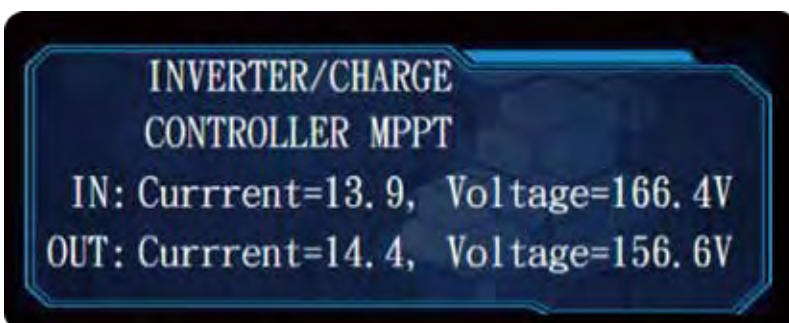 INVERTER/CHARGE
CONTROLLER MPPT
IN: Currrent=13.9, Voltage=166.4V
OUT: Currrent=14.4, Voltage=156.6V